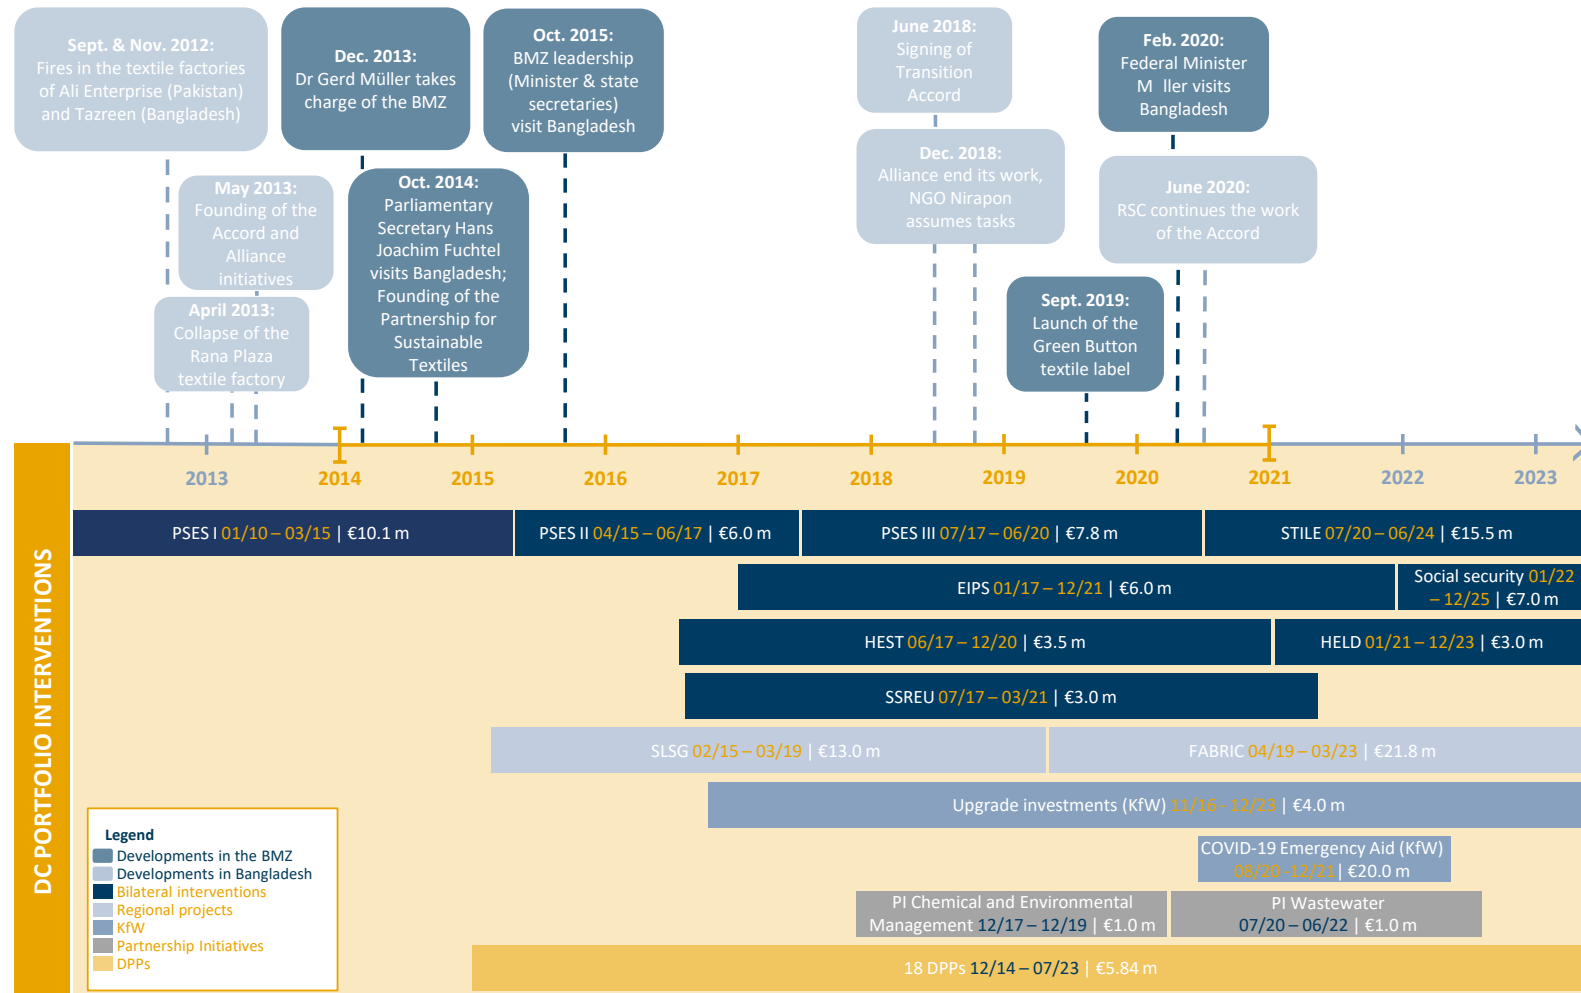 Sept. & Nov. 2012:
Fires in the textile factories
of Ali Enterprise (Pakistan)
and Tazreen (Bangladesh)
Dec. 2013:
Dr Gerd Müller takes
charge of the BMZ
Oct. 2015:
BMZ leadership
(Minister & state
secretaries)
visit Bangladesh
June 2018:
Signing of
Transition
Accord
Feb. 2020:
Federal Minister
M ller visits
Bangladesh
May 2013:
Founding of the
Accord and
Alliance
initiatives
Oct. 2014:
Parliamentary
Secretary Hans
Joachim Fuchtel
visits Bangladesh;
Founding of the
Partnership for
Sustainable
Textiles
Dec. 2018:
Alliance end its work,
NGO Nirapon
assumes tasks
June 2020:
RSC continues the work
of the Accord
April 2013:
Collapse of the
Rana Plaza
textile factory
Sept. 2019:
Launch of the
Green Button
textile label
2013 2014 2015 2016 2017 2018 2019 2020 2021 2022 2023
DC PORTFOLIO INTERVENTIONS
PSES I 01/10 – 03/15 | €10.1 m
PSES II 04/15 – 06/17 | €6.0 m
PSES III 07/17 – 06/20 | €7.8 m
STILE 07/20 – 06/24 | €15.5 m
EIPS 01/17 – 12/21 | €6.0 m
Social security 01/22
– 12/25 | €7.0 m
HEST 06/17 – 12/20 | €3.5 m
HELD 01/21 – 12/23 | €3.0 m
SSREU 07/17 – 03/21 | €3.0 m
SLSG 02/15 – 03/19 | €13.0 m
FABRIC 04/19 – 03/23 | €21.8 m
Upgrade investments (KfW) 11/16 - 12/23 | €4.0 m
COVID-19 Emergency Aid (KfW)
08/20 -12/21 | €20.0 m
PI Chemical and Environmental
Management 12/17 – 12/19 | €1.0 m
PI Wastewater
07/20 – 06/22 | €1.0 m
18 DPPs 12/14 – 07/23 | €5.84 m
Legend
Developments in the BMZ
Developments in Bangladesh
Bilateral interventions
Regional projects
KfW
Partnership Initiatives
DPPs